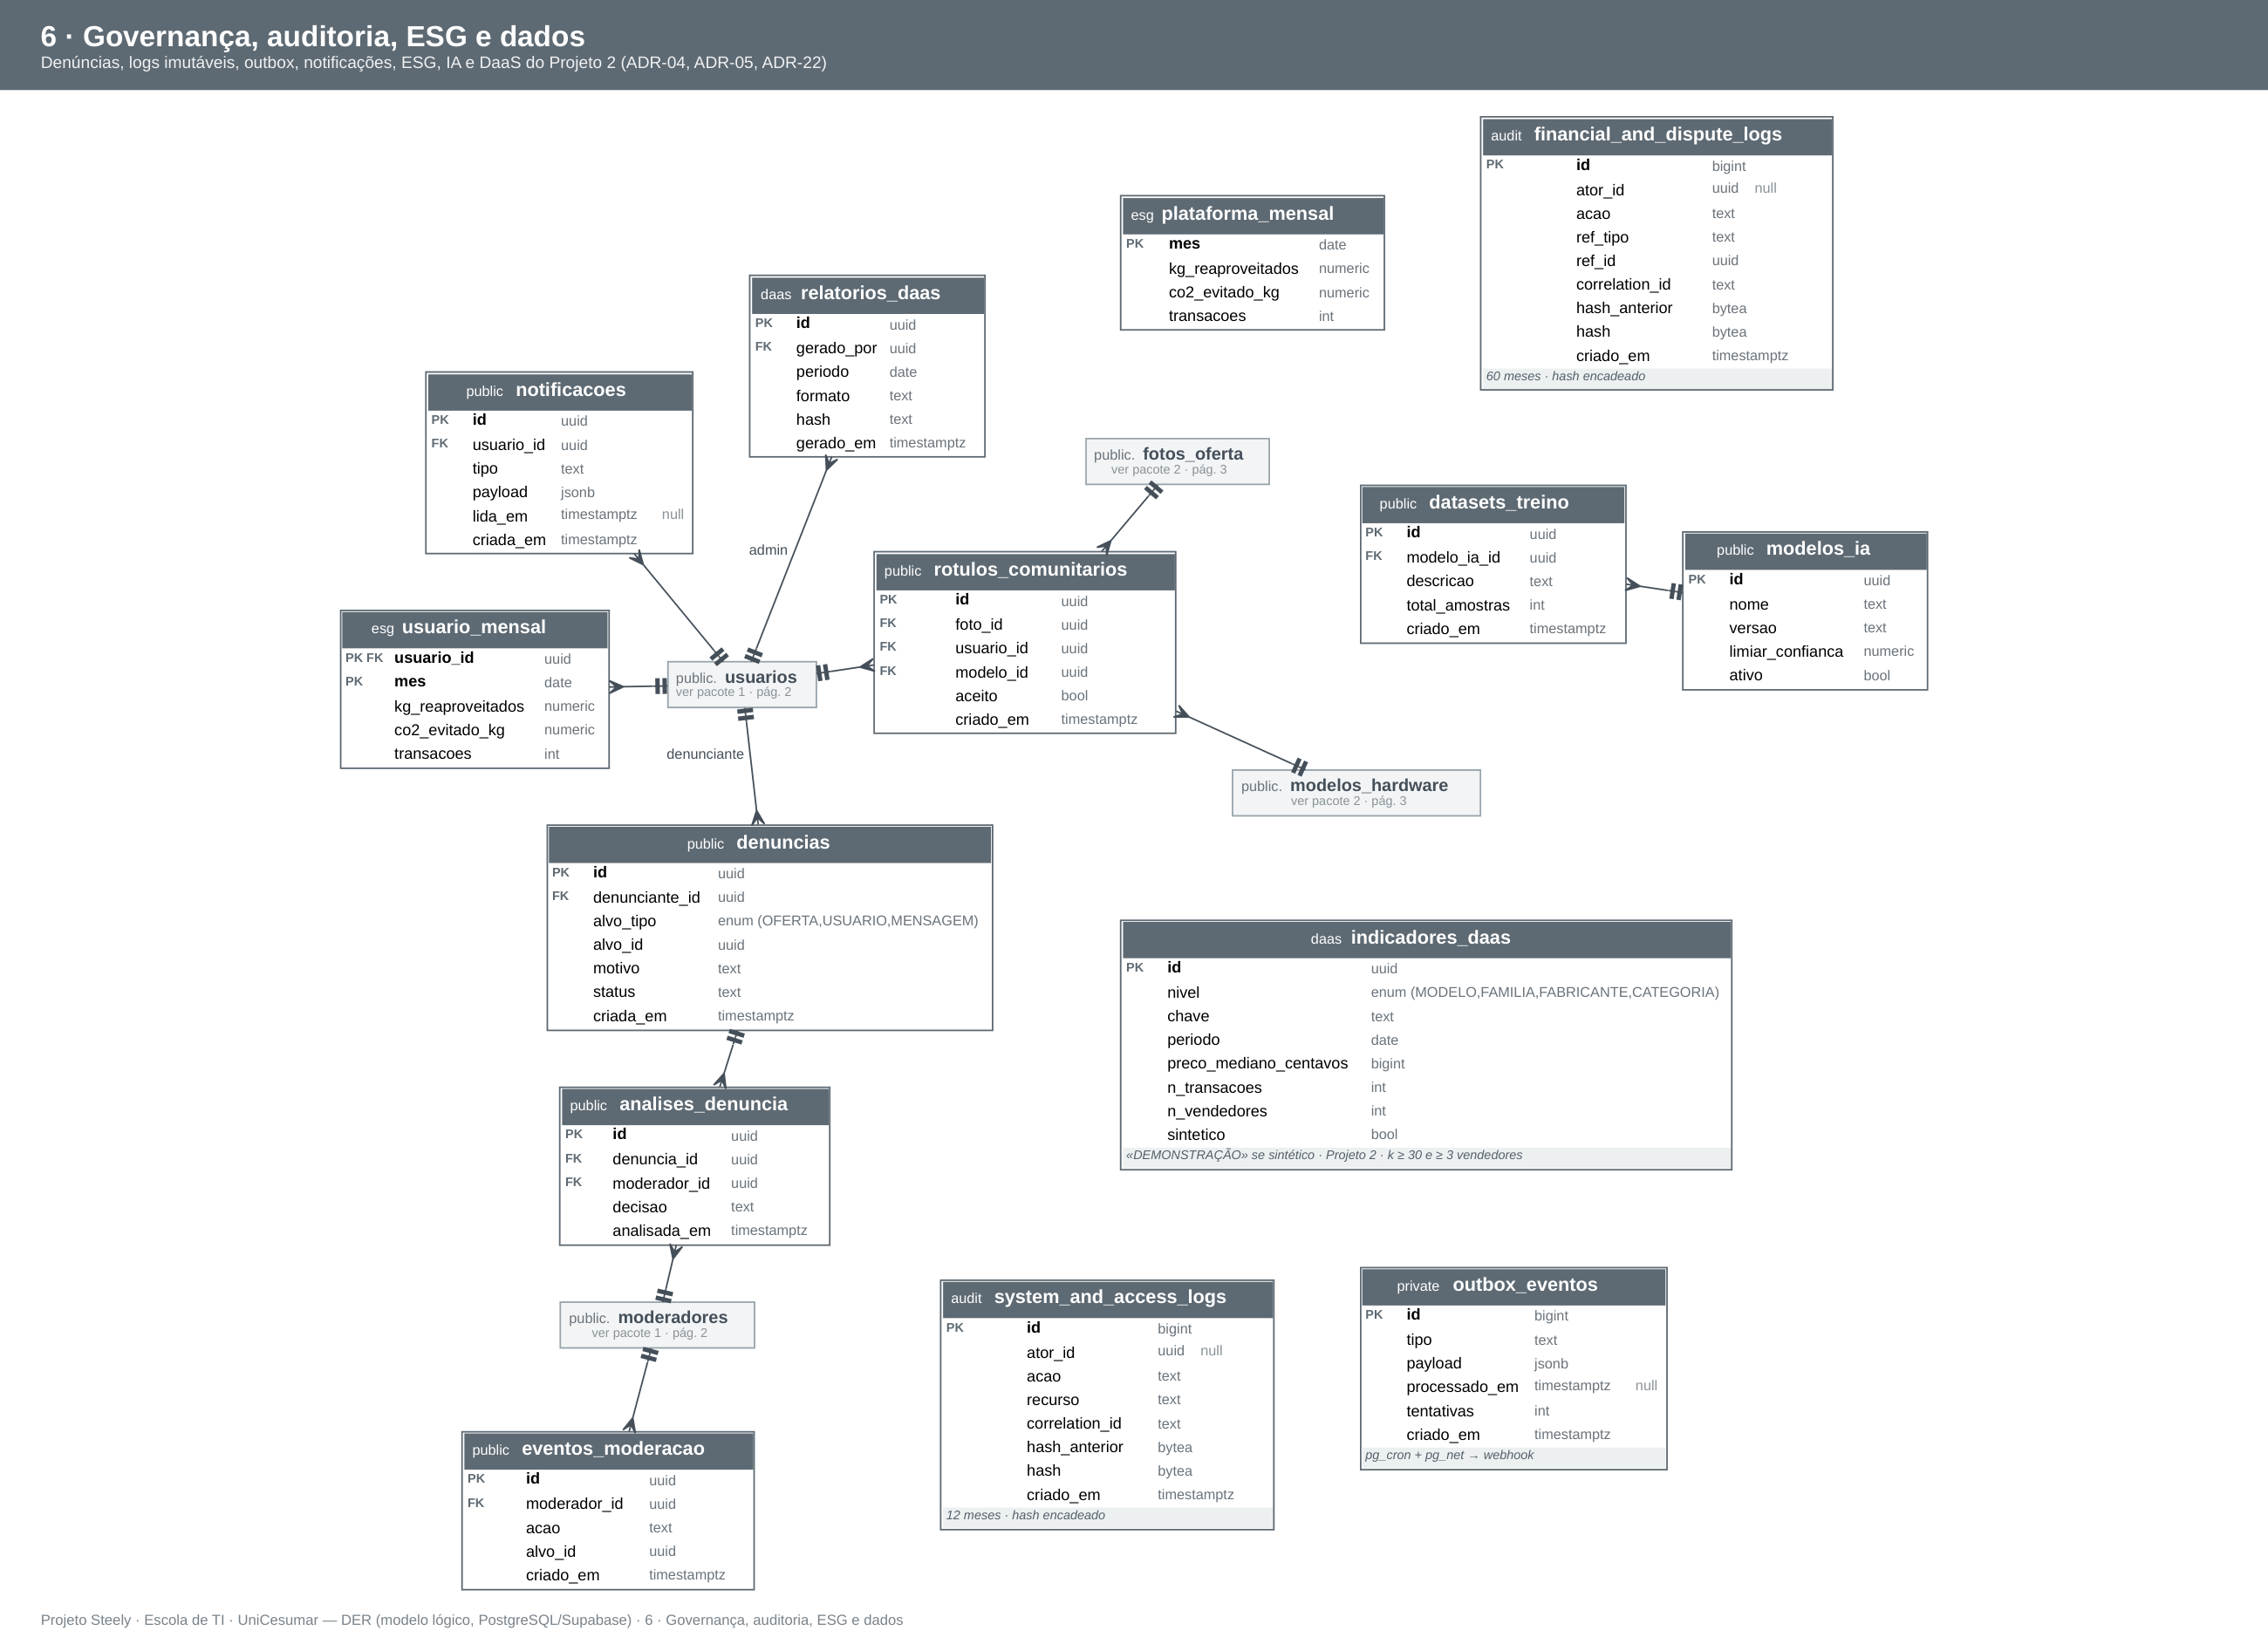 6 · Governança, auditoria, ESG e dados
Denúncias, logs imutáveis, outbox, notificações, ESG, IA e DaaS do Projeto 2 (ADR-04, ADR-05, ADR-22)
audit financial_and_dispute_logs
PK id bigint
ator_id uuid null
acao text
ref_tipo text
ref_id uuid
correlation_id text
hash_anterior bytea
hash bytea
criado_em timestamptz
60 meses · hash encadeado
esg plataforma_mensal
PK mes date
kg_reaproveitados numeric
co2_evitado_kg numeric
transacoes int
daas relatorios_daas
PK id uuid
FK gerado_por uuid
periodo date
formato text
hash text
gerado_em timestamptz
public notificacoes
PK id uuid
FK usuario_id uuid
tipo text
payload jsonb
lida_em timestamptz null
criada_em timestamptz
public. fotos_oferta
ver pacote 2 · pág. 3
public datasets_treino
PK id uuid
FK modelo_ia_id uuid
descricao text
total_amostras int
criado_em timestamptz
public modelos_ia
PK id uuid
nome text
versao text
limiar_confianca numeric
ativo bool
admin
public rotulos_comunitarios
PK id uuid
FK foto_id uuid
FK usuario_id uuid
FK modelo_id uuid
aceito bool
criado_em timestamptz
esg usuario_mensal
PK FK usuario_id uuid
PK mes date
kg_reaproveitados numeric
co2_evitado_kg numeric
transacoes int
public. usuarios
ver pacote 1 · pág. 2
denunciante
public. modelos_hardware
ver pacote 2 · pág. 3
public denuncias
PK id uuid
FK denunciante_id uuid
alvo_tipo enum (OFERTA,USUARIO,MENSAGEM)
alvo_id uuid
motivo text
status text
criada_em timestamptz
daas indicadores_daas
PK id uuid
nivel enum (MODELO,FAMILIA,FABRICANTE,CATEGORIA)
chave text
periodo date
preco_mediano_centavos bigint
n_transacoes int
n_vendedores int
sintetico bool
«DEMONSTRAÇÃO» se sintético · Projeto 2 · k ≥ 30 e ≥ 3 vendedores
public analises_denuncia
PK id uuid
FK denuncia_id uuid
FK moderador_id uuid
decisao text
analisada_em timestamptz
public. moderadores
ver pacote 1 · pág. 2
audit system_and_access_logs
PK id bigint
ator_id uuid null
acao text
recurso text
correlation_id text
hash_anterior bytea
hash bytea
criado_em timestamptz
12 meses · hash encadeado
private outbox_eventos
PK id bigint
tipo text
payload jsonb
processado_em timestamptz null
tentativas int
criado_em timestamptz
pg_cron + pg_net → webhook
public eventos_moderacao
PK id uuid
FK moderador_id uuid
acao text
alvo_id uuid
criado_em timestamptz
Projeto Steely · Escola de TI · UniCesumar — DER (modelo lógico, PostgreSQL/Supabase) · 6 · Governança, auditoria, ESG e dados